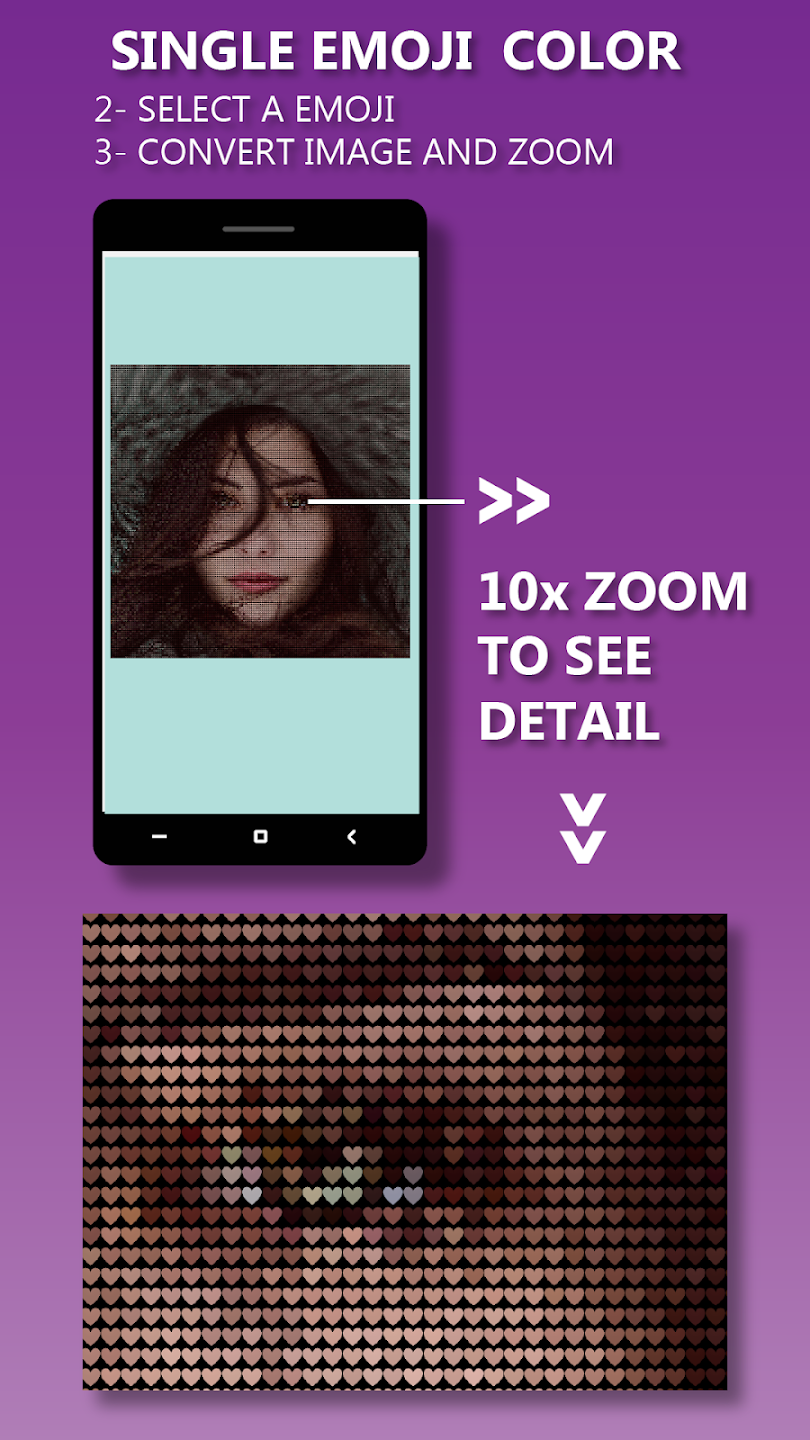 SINGLE EMOJI COLOR
2- SELECT A EMOJI
3- CONVERT IMAGE AND ZOOM
>>
10x ZOOM
TO SEE
DETAIL